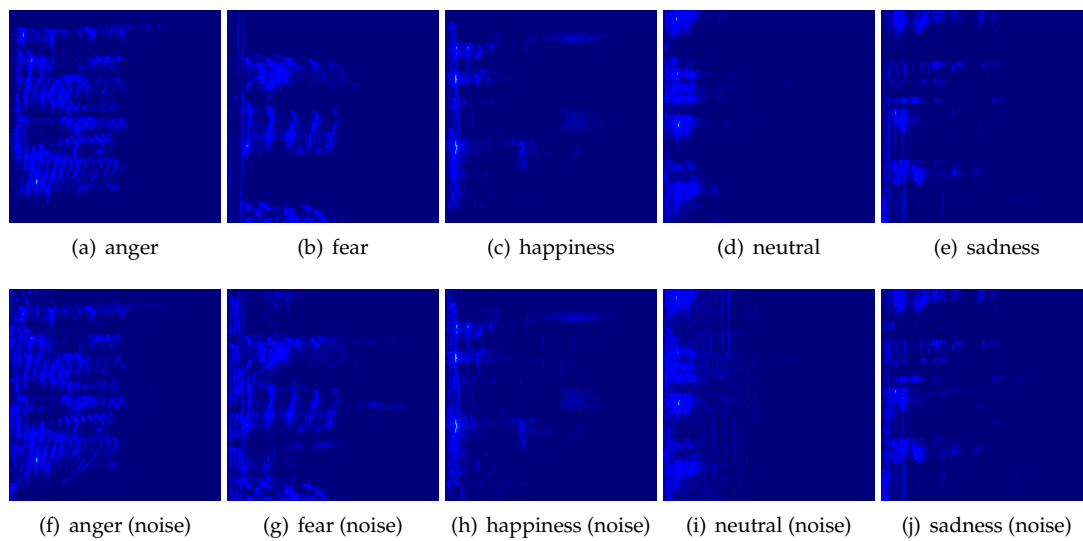 (a) anger
(b) fear
(c) happiness
(d) neutral
(e) sadness
(f) anger (noise)
(g) fear (noise)
(h) happiness (noise)
(i) neutral (noise)
(j) sadness (noise)